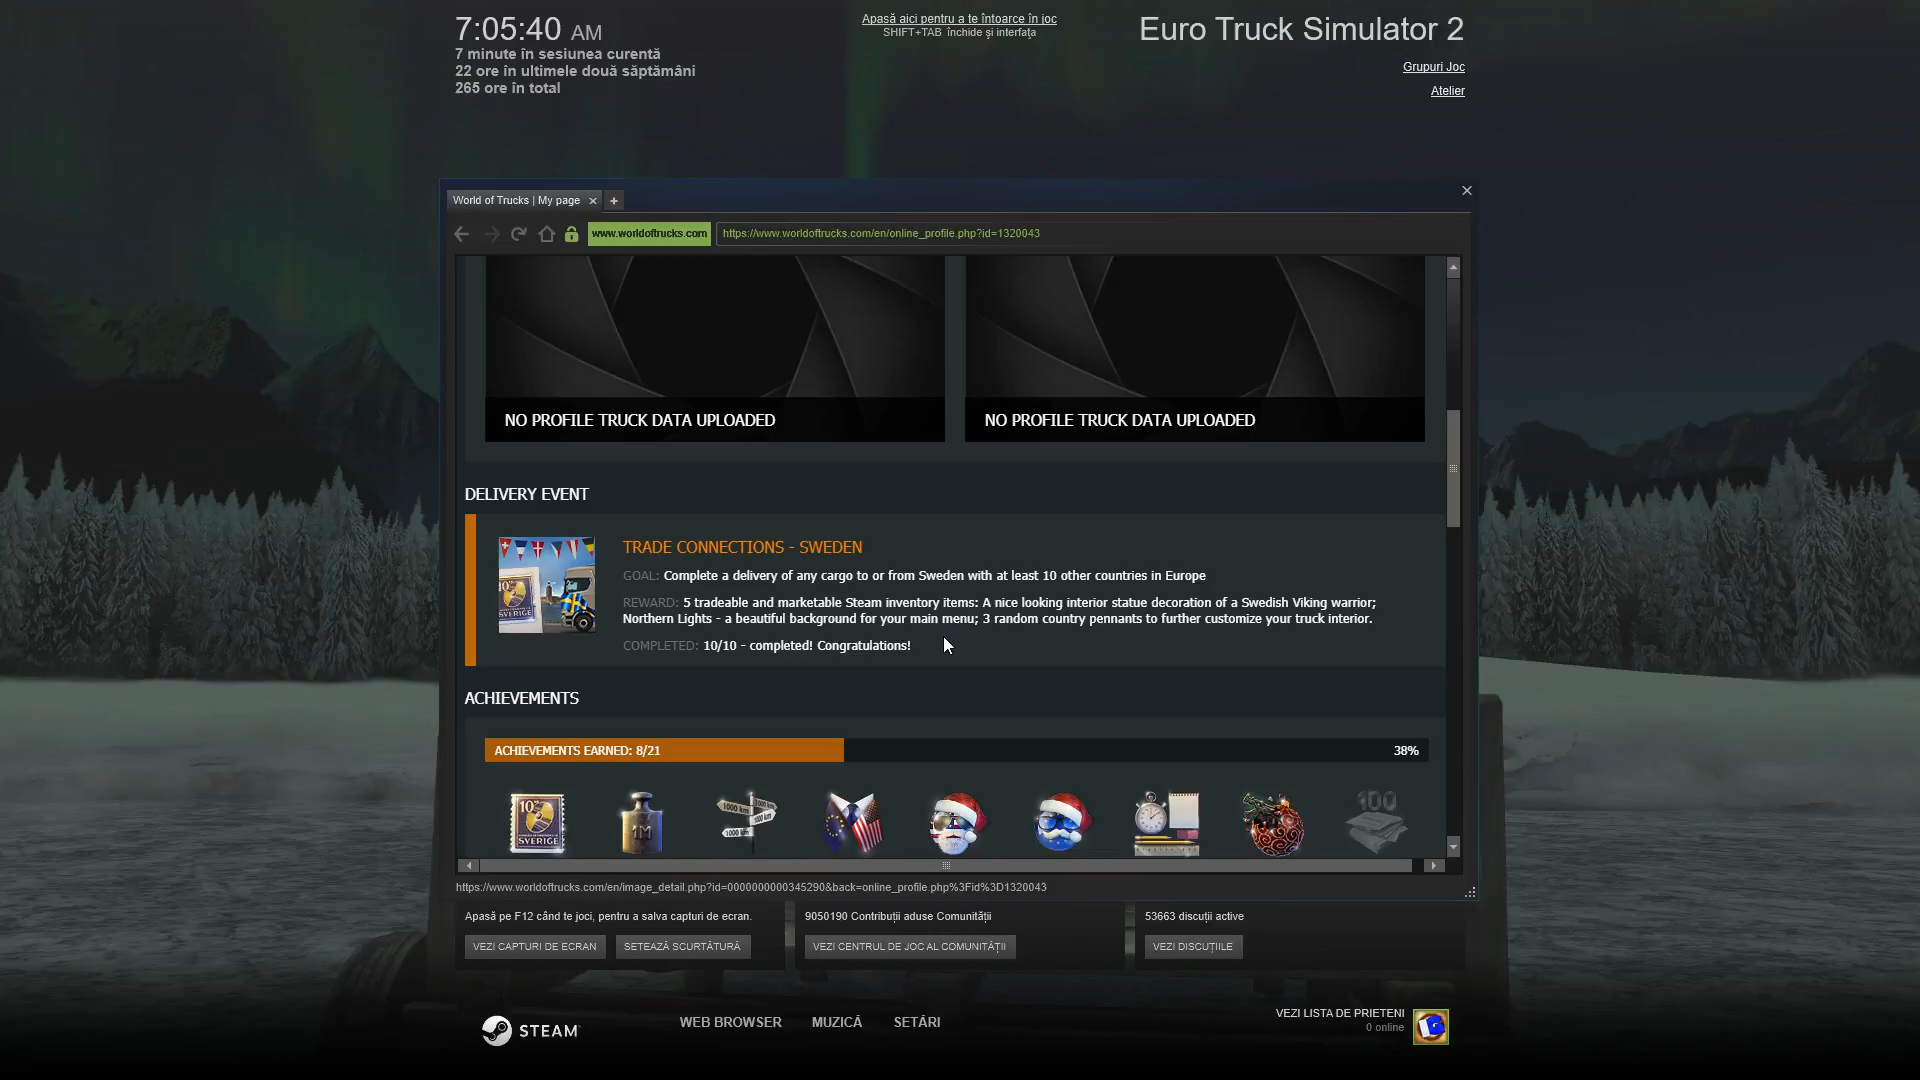 7:05:40 AM
7 minute în sesiunea curentă
22 ore în ultimele două săptămâni
265 ore în total
Apasă aici pentru a te întoarce în joc
SHIFT+TAB închide și interfața
Euro Truck Simulator 2
Grupuri Joc
Atelier
World of Trucks | My page
www.worldoftrucks.com
https://www.worldoftrucks.com/en/online_profile.php?id=1320043
NO PROFILE TRUCK DATA UPLOADED
NO PROFILE TRUCK DATA UPLOADED
DELIVERY EVENT
TRADE CONNECTIONS - SWEDEN
GOAL: Complete a delivery of any cargo to or from Sweden with at least 10 other countries in Europe
REWARD: 5 tradeable and marketable Steam inventory items: A nice looking interior statue decoration of a Swedish Viking warrior;
Northern Lights - a beautiful background for your main menu; 3 random country pennants to further customize your truck interior.
COMPLETED: 10/10 - completed! Congratulations!
SVERIGE
ACHIEVEMENTS
ACHIEVEMENTS EARNED: 8/21
38%
10
SVERIGE
1M
1000 km
1000 km
1000 km
1000 km
100
https://www.worldoftrucks.com/en/image_detail.php?id=0000000000345290&back=online_profile.php%3Fid%3D1320043
Apasă pe F12 când te joci, pentru a salva capturi de ecran.
VEZI CAPTURI DE ECRAN
SETEAZĂ SCURTĂTURĂ
9050190 Contribuții aduse Comunității
VEZI CENTRUL DE JOC AL COMUNITĂȚII
53663 discuții active
VEZI DISCUȚIILE
STEAM
WEB BROWSER
MUZICĂ
SETĂRI
VEZI LISTA DE PRIETENI
0 online